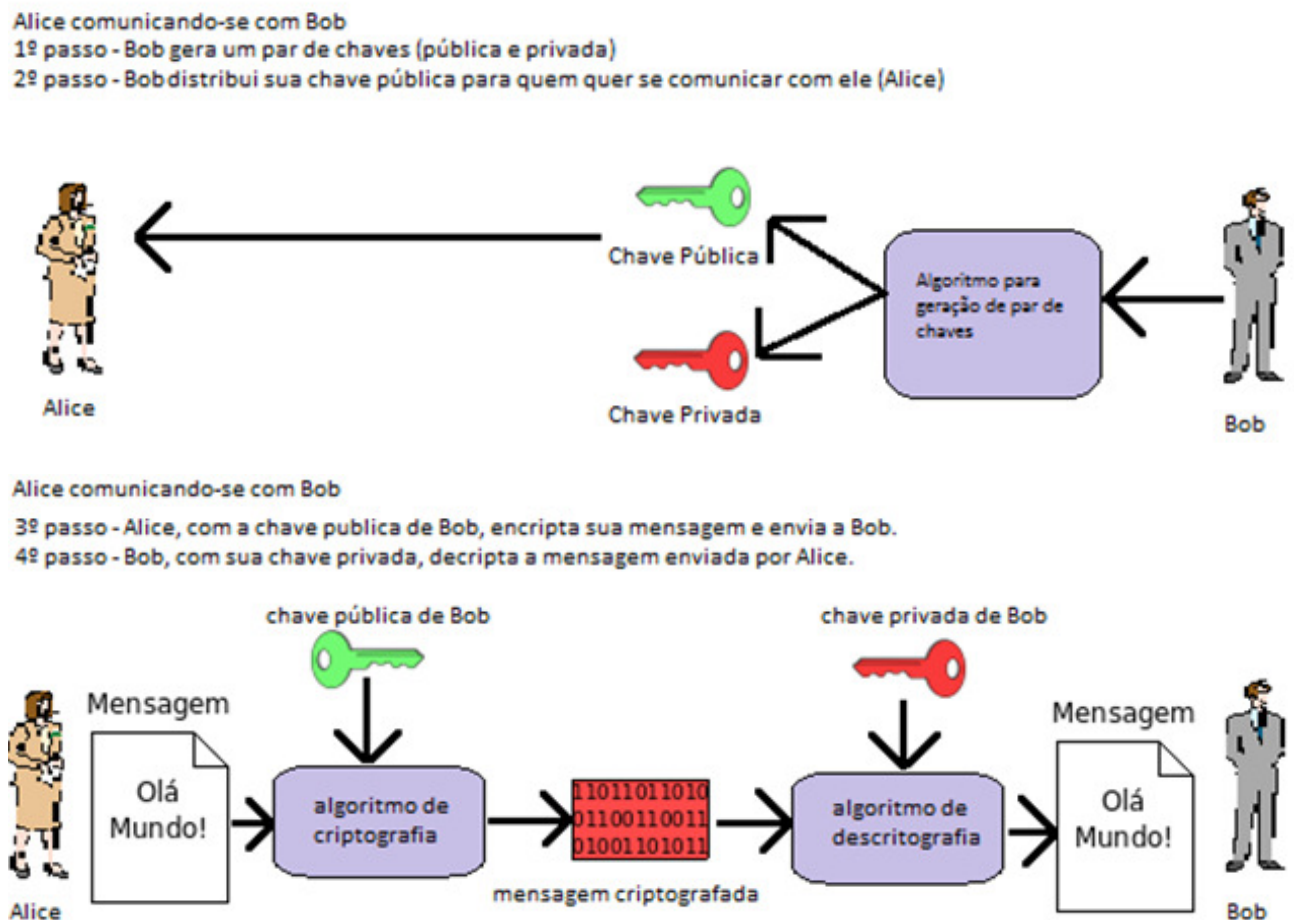 Alice comunicando-se com Bob
1º passo - Bob gera um par de chaves (pública e privada)
2º passo - Bob distribui sua chave pública para quem quer se comunicar com ele (Alice)
Chave Pública
Algoritmo para
geração de par de
chaves
Alice
Chave Privada
Bob
Alice comunicando-se com Bob
3º passo - Alice, com a chave publica de Bob, encripta sua mensagem e envia a Bob.
4º passo - Bob, com sua chave privada, decripta a mensagem enviada por Alice.
chave pública de Bob
chave privada de Bob
Mensagem
Olá
Mundo!
algoritmo de
criptografia
11011011010
01100110011
01001101011
mensagem criptografada
algoritmo de
descritografia
Mensagem
Olá
Mundo!
Alice
Bob